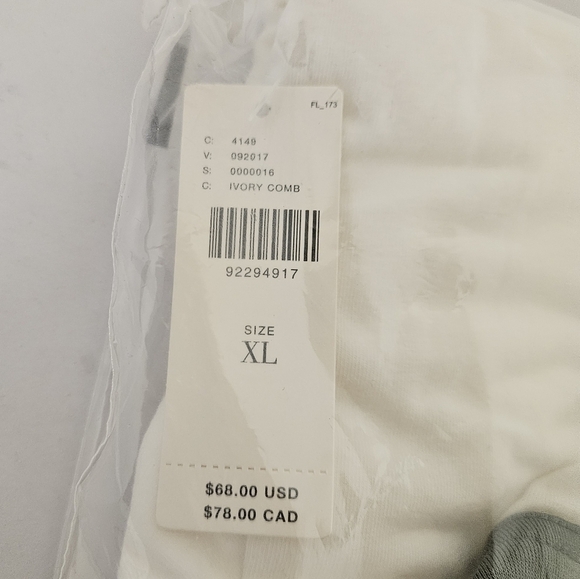 FL_173
C: 4149
V: 092017
S: 0000016
C: IVORY COMB
92294917
SIZE
XL
$68.00 USD
$78.00 CAD